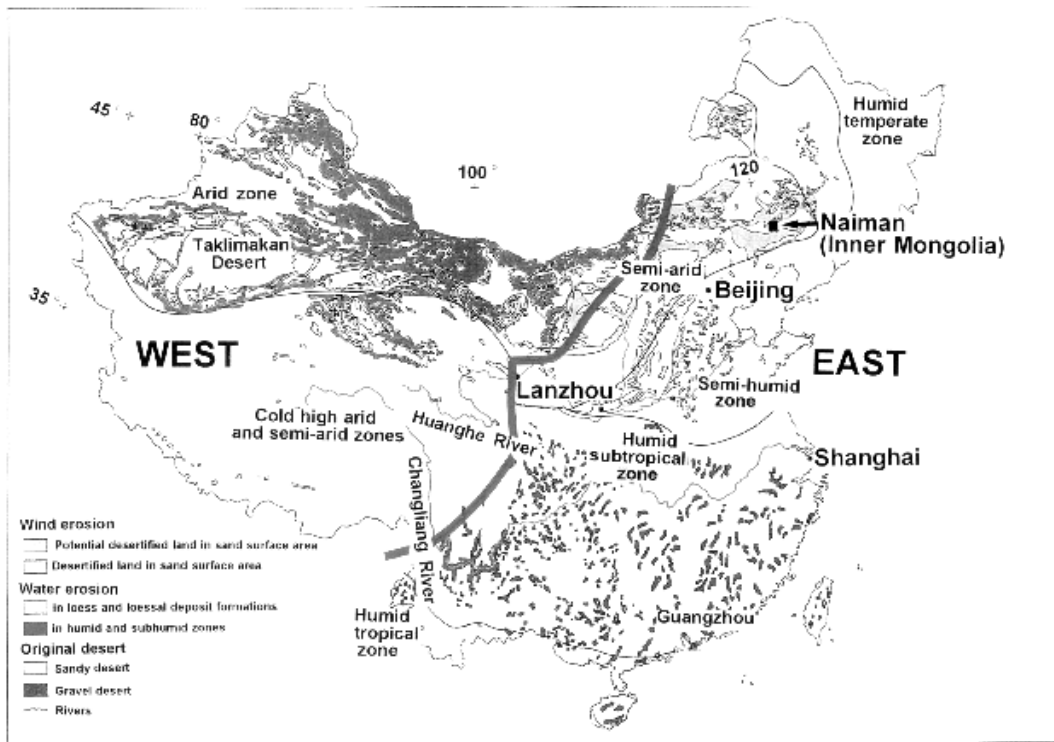 45 °
80 °
100 °
120
35 °
Humid
temperate
zone
Arid zone
Taklimakan
Desert
Naiman
(Inner Mongolia)
Semi-arid
zone
Beijing
WEST
EAST
Lanzhou
Semi-humid
zone
Cold high arid
and semi-arid zones
Huanghe River
Humid
subtropical
zone
Shanghai
Changliang River
Humid
tropical
zone
Guangzhou
Wind erosion
Potential desertified land in sand surface area
Desertified land in sand surface area
Water erosion
in loess and loessal deposit formations
in humid and subhumid zones
Original desert
Sandy desert
Gravel desert
Rivers